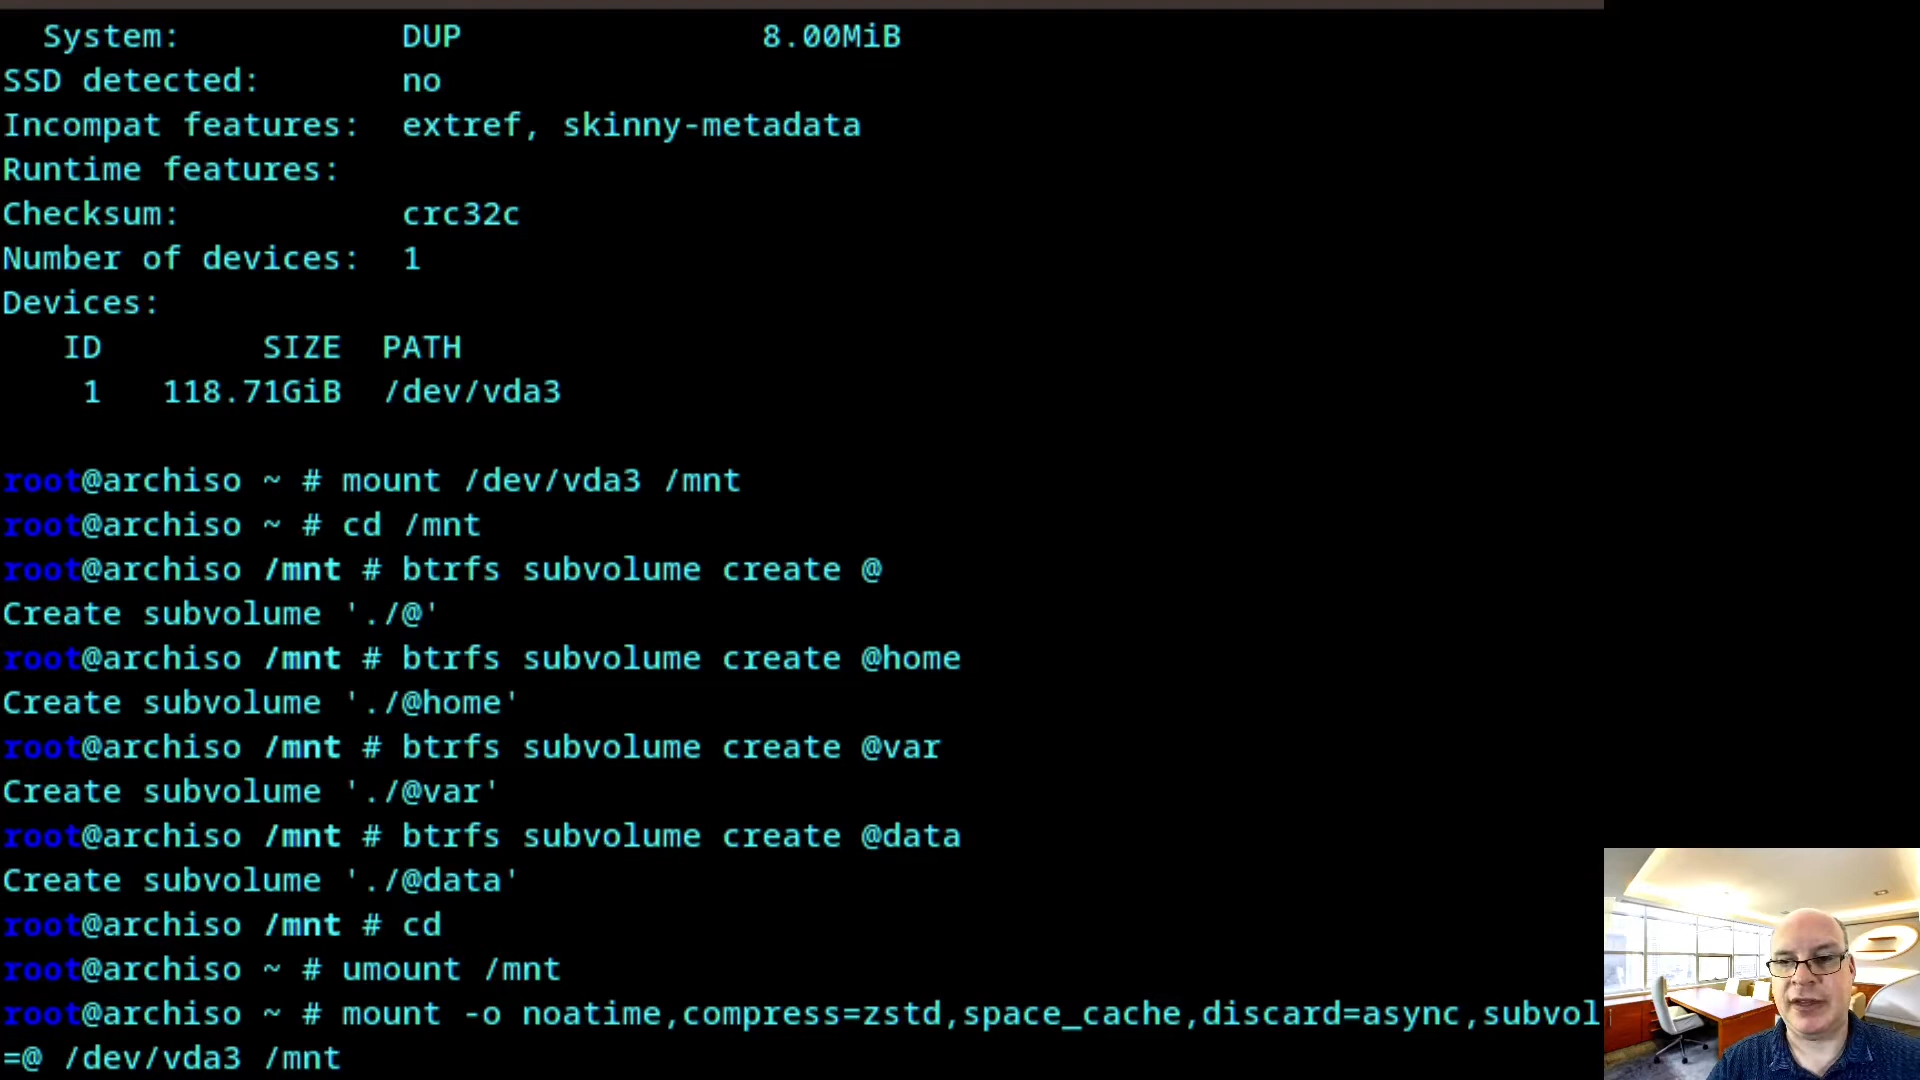 System: DUP 8.00MiB
SSD detected: no
Incompat features: extref, skinny-metadata
Runtime features:
Checksum: crc32c
Number of devices: 1
Devices:
ID SIZE PATH
1 118.71GiB /dev/vda3
root@archiso ~ # mount /dev/vda3 /mnt
root@archiso ~ # cd /mnt
root@archiso /mnt # btrfs subvolume create @
Create subvolume './@'
root@archiso /mnt # btrfs subvolume create @home
Create subvolume './@home'
root@archiso /mnt # btrfs subvolume create @var
Create subvolume './@var'
root@archiso /mnt # btrfs subvolume create @data
Create subvolume './@data'
root@archiso /mnt # cd
root@archiso ~ # umount /mnt
root@archiso ~ # mount -o noatime,compress=zstd,space_cache,discard=async,subvol
=@ /dev/vda3 /mnt